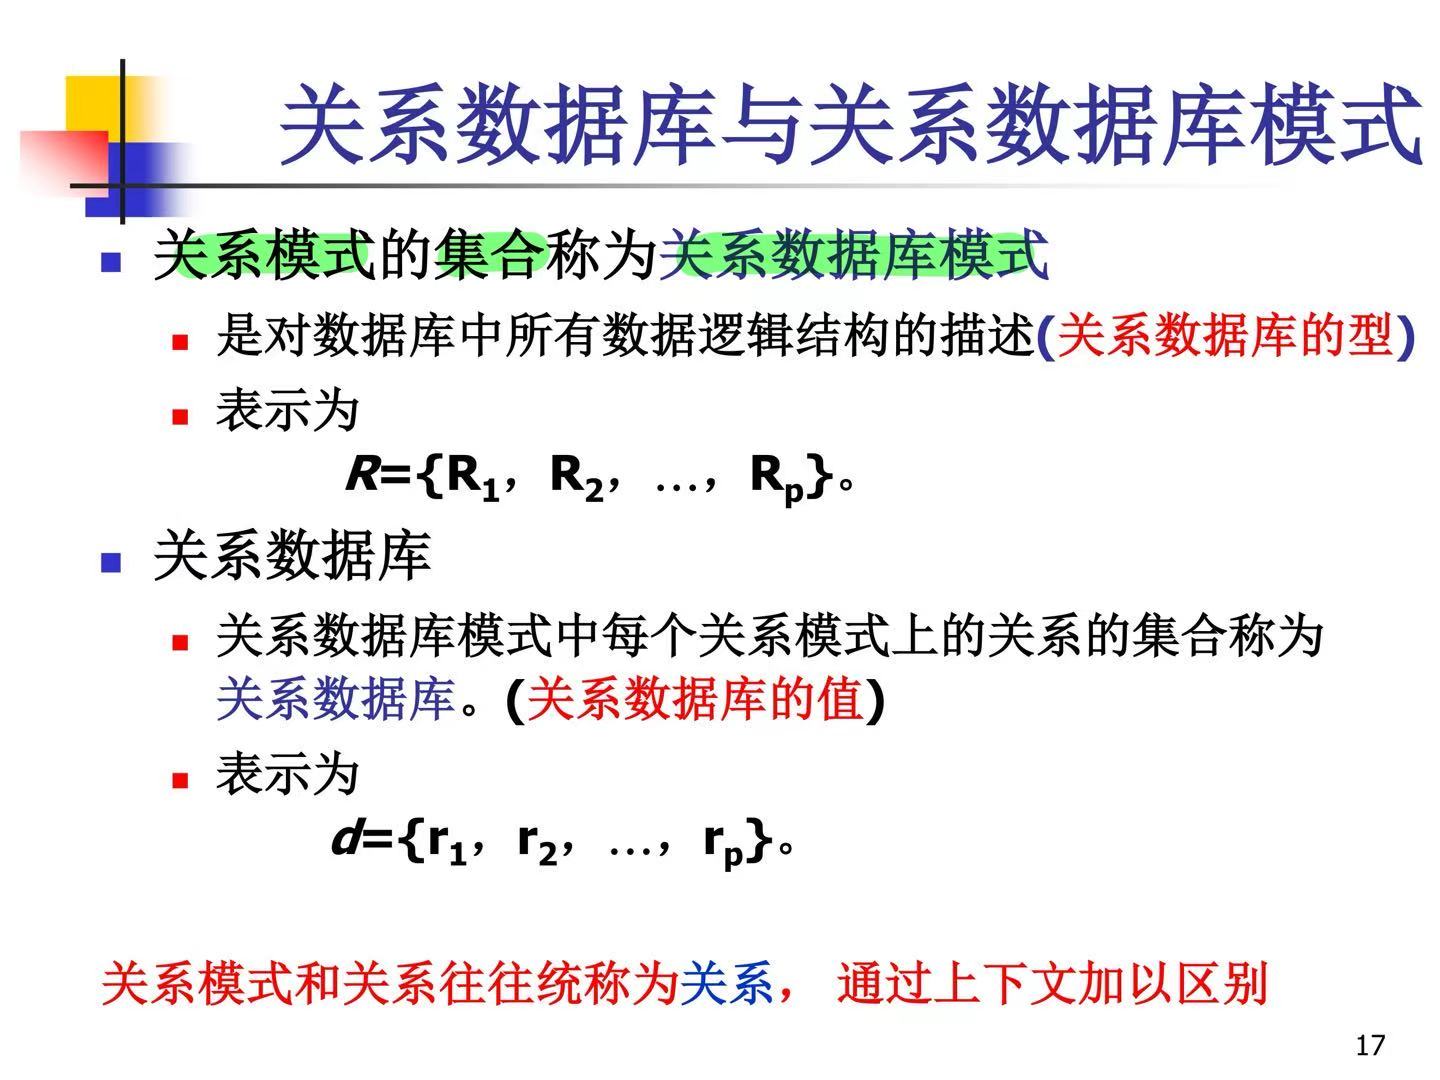 关系数据库与关系数据库模式
关系模式的集合称为关系数据库模式
是对数据库中所有数据逻辑结构的描述(关系数据库的型)
表示为
R={R₁，R₂，…，Rₚ}。
关系数据库
关系数据库模式中每个关系模式上的关系的集合称为
关系数据库。(关系数据库的值)
表示为
d={r₁，r₂，…，rₚ}。
关系模式和关系往往统称为关系， 通过上下文加以区别
17